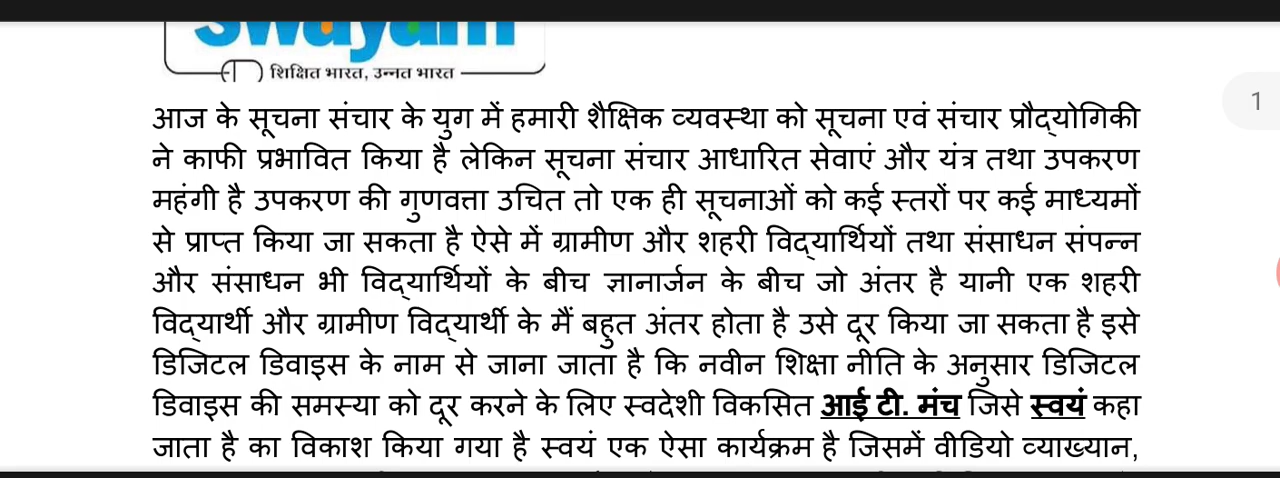 swayam
शिक्षित भारत, उन्नत भारत
1
आज के सूचना संचार के युग में हमारी शैक्षिक व्यवस्था को सूचना एवं संचार प्रौद्योगिकी
ने काफी प्रभावित किया है लेकिन सूचना संचार आधारित सेवाएं और यंत्र तथा उपकरण
महंगी है उपकरण की गुणवत्ता उचित तो एक ही सूचनाओं को कई स्तरों पर कई माध्यमों
से प्राप्त किया जा सकता है ऐसे में ग्रामीण और शहरी विद्यार्थियों तथा संसाधन संपन्न
और संसाधन भी विद्यार्थियों के बीच ज्ञानार्जन के बीच जो अंतर है यानी एक शहरी
विद्यार्थी और ग्रामीण विद्यार्थी के मैं बहुत अंतर होता है उसे दूर किया जा सकता है इसे
डिजिटल डिवाइस के नाम से जाना जाता है कि नवीन शिक्षा नीति के अनुसार डिजिटल
डिवाइस की समस्या को दूर करने के लिए स्वदेशी विकसित आई टी. मंच जिसे स्वयं कहा
जाता है का विकाश किया गया है स्वयं एक ऐसा कार्यक्रम है जिसमें वीडियो व्याख्यान,